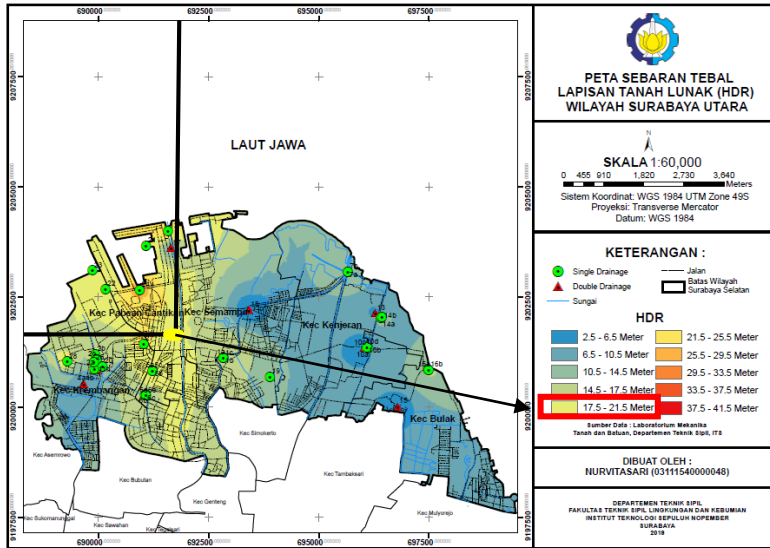 690000
692500
695000
697500
9207500
9205000
9202500
9200000
9197500
LAUT JAWA
Kec Pabean Cantikan
Kec Semampir
Kec Kenjeran
Kec Krembangan
Kec Bulak
Kec Asemrowo
Kec Bubutan
Kec Simokerto
Kec Tambaksari
Kec Genteng
Kec Mulyorejo
Kec Sukomanunggal
Kec Sawahan
Kec Tegalsari
PETA SEBARAN TEBAL
LAPISAN TANAH LUNAK (HDR)
WILAYAH SURABAYA UTARA
N
SKALA 1:60,000
0 455 910 1,820 2,730 3,640
Meters
Sistem Koordinat: WGS 1984 UTM Zone 49S
Proyeksi: Transverse Mercator
Datum: WGS 1984
KETERANGAN :
Single Drainage
Double Drainage
Sungai
Jalan
Batas Wilayah
Surabaya Selatan
HDR
2.5 - 6.5 Meter
6.5 - 10.5 Meter
10.5 - 14.5 Meter
14.5 - 17.5 Meter
17.5 - 21.5 Meter
21.5 - 25.5 Meter
25.5 - 29.5 Meter
29.5 - 33.5 Meter
33.5 - 37.5 Meter
37.5 - 41.5 Meter
Sumber Data : Laboratorium Mekanika
Tanah dan Batuan, Departemen Teknik Sipil, ITS
DIBUAT OLEH :
NURVITASARI (03111540000048)
DEPARTEMEN TEKNIK SIPIL
FAKULTAS TEKNIK SIPIL LINGKUNGAN DAN KEBUMIAN
INSTITUT TEKNOLOGI SEPULUH NOPEMBER
SURABAYA
2019